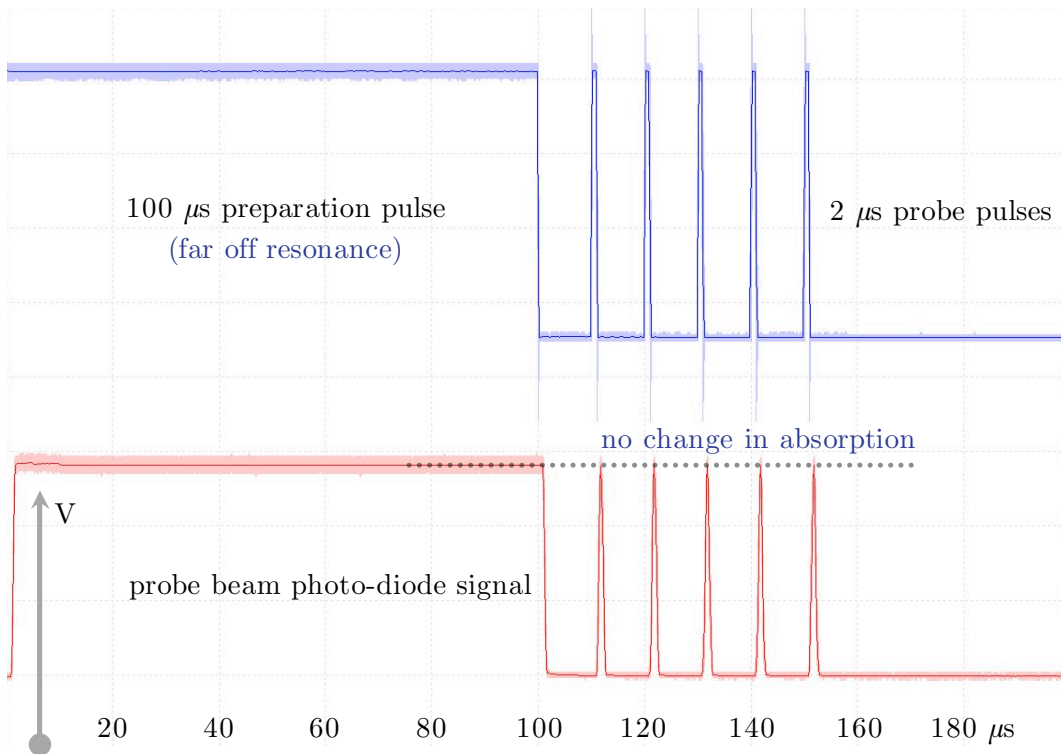 100 μs preparation pulse
(far off resonance)
2 μs probe pulses
no change in absorption
V
probe beam photo-diode signal
20 40 60 80 100 120 140 160 180 μs